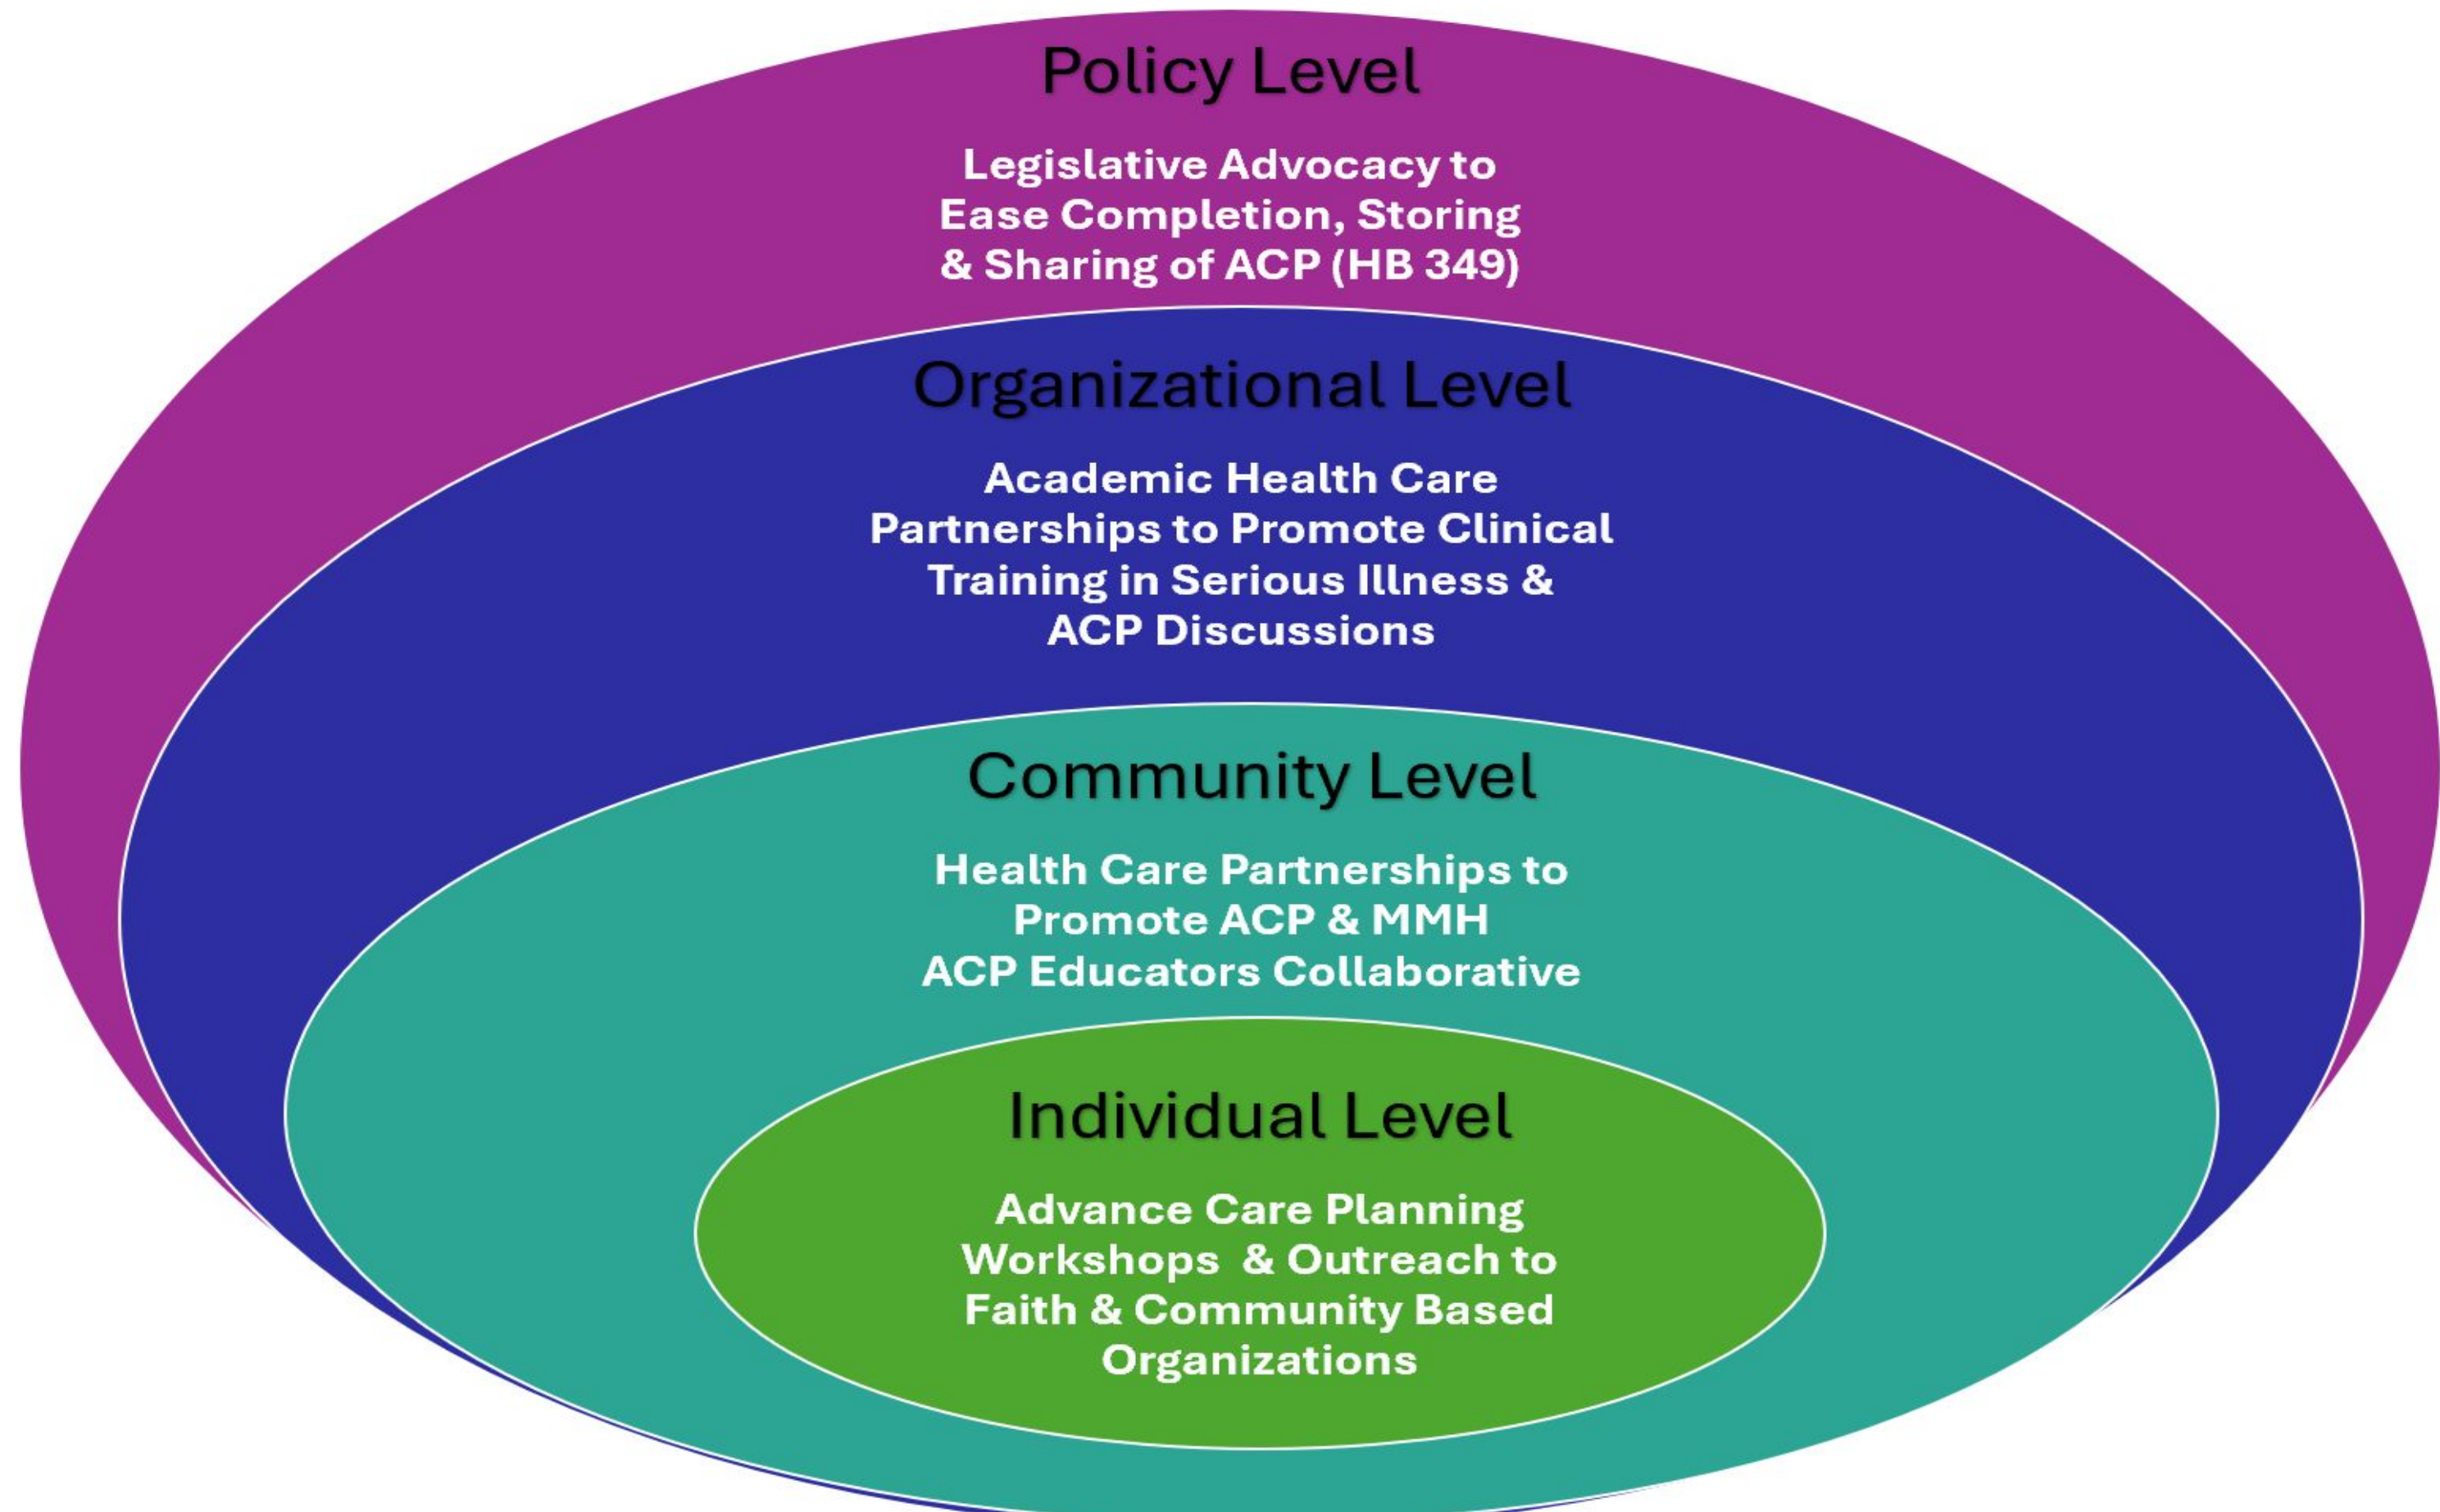 Policy Level
Legislative Advocacy to
Ease Completion, Storing
& Sharing of ACP (HB 349)
Organizational Level
Academic Health Care
Partnerships to Promote Clinical
Training in Serious Illness &
ACP Discussions
Community Level
Health Care Partnerships to
Promote ACP & MMH
ACP Educators Collaborative
Individual Level
Advance Care Planning
Workshops & Outreach to
Faith & Community Based
Organizations